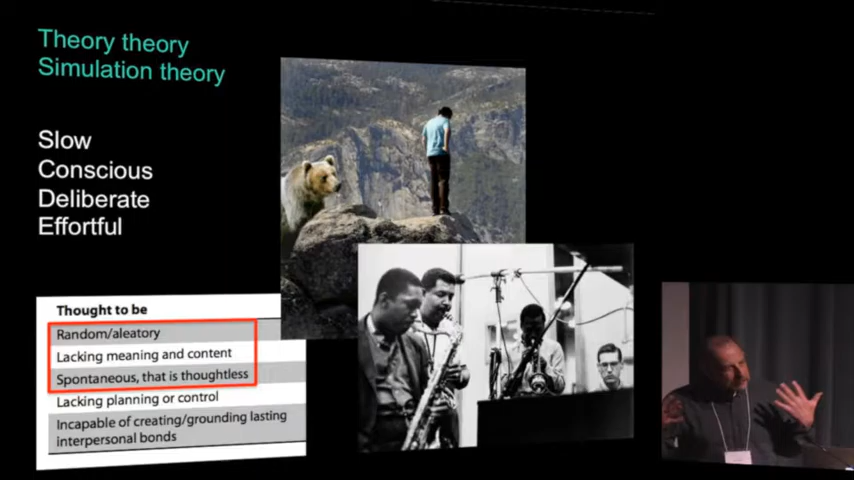 Theory theory
Simulation theory
Slow
Conscious
Deliberate
Effortful
Thought to be
Random/aleatory
Lacking meaning and content
Spontaneous, that is thoughtless
Lacking planning or control
Incapable of creating/grounding lasting
interpersonal bonds